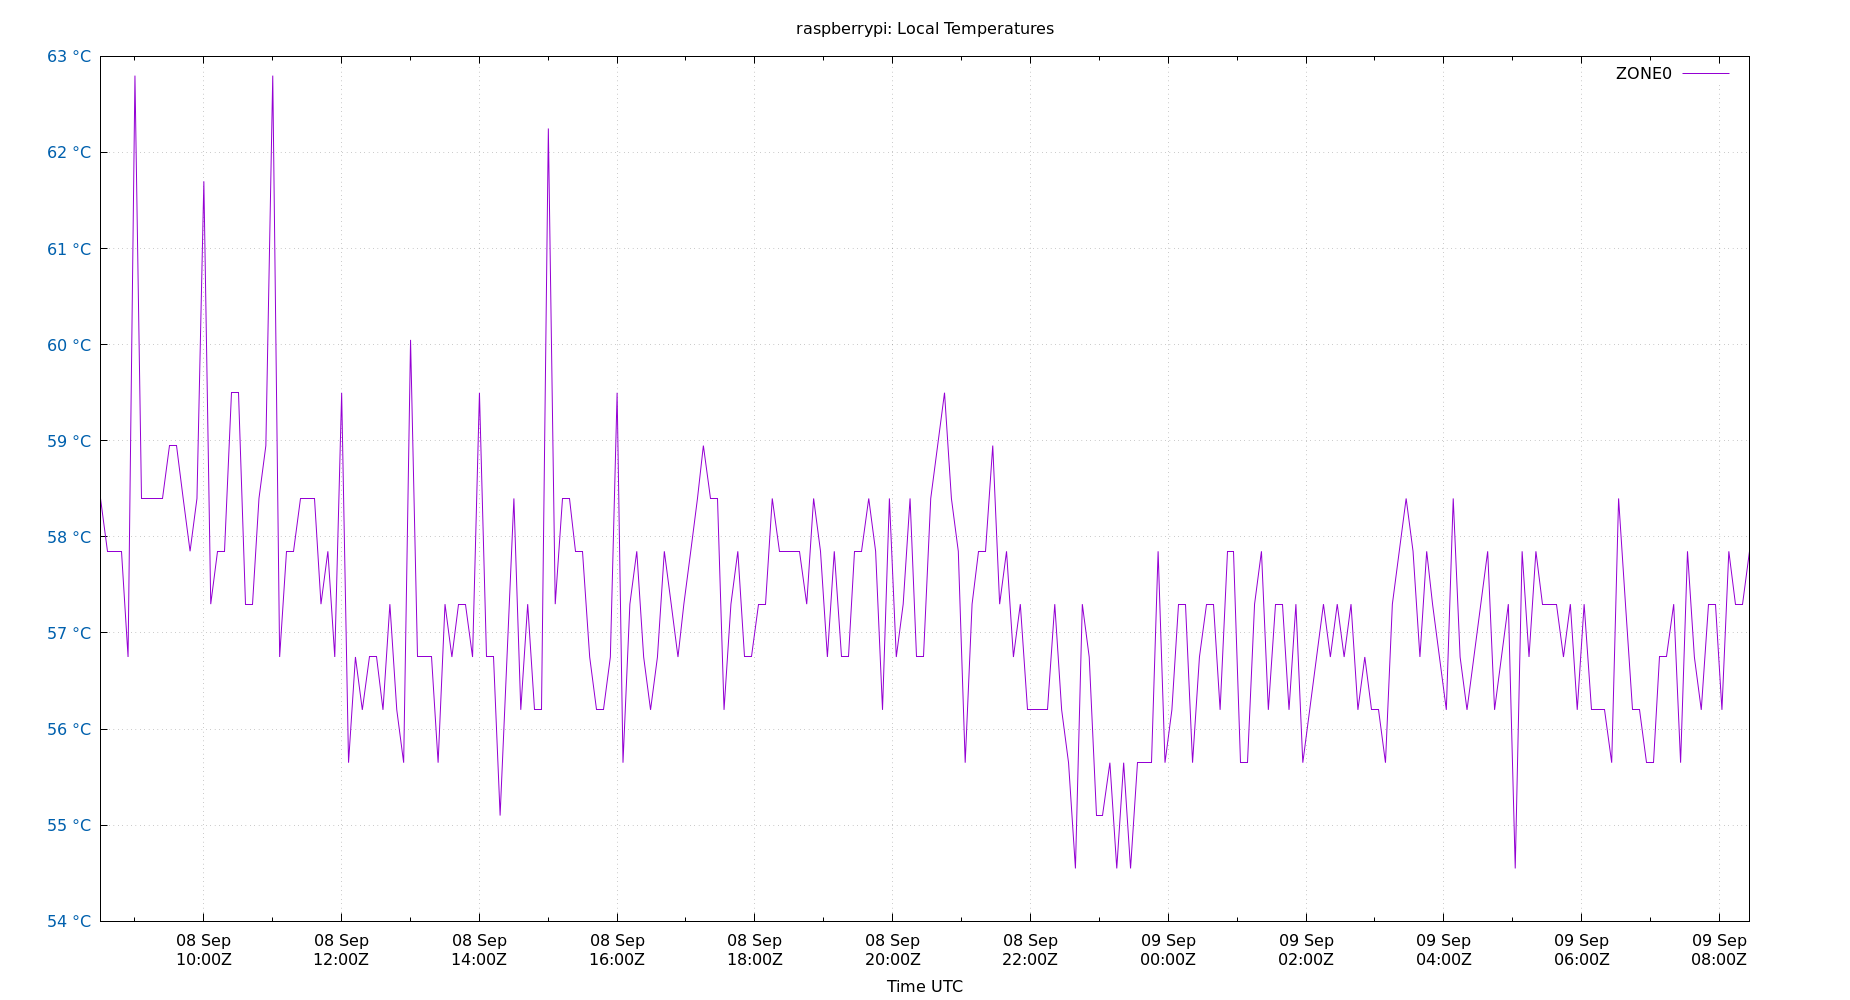 raspberrypi: Local Temperatures
63 °C
ZONE0
62 °C
61 °C
60 °C
59 °C
58 °C
57 °C
56 °C
55 °C
54 °C
08 Sep 08 Sep 08 Sep 08 Sep 08 Sep 08 Sep 08 Sep 09 Sep 09 Sep 09 Sep 09 Sep 09 Sep
10:00Z 12:00Z 14:00Z 16:00Z 18:00Z 20:00Z 22:00Z 00:00Z 02:00Z 04:00Z 06:00Z 08:00Z
Time UTC